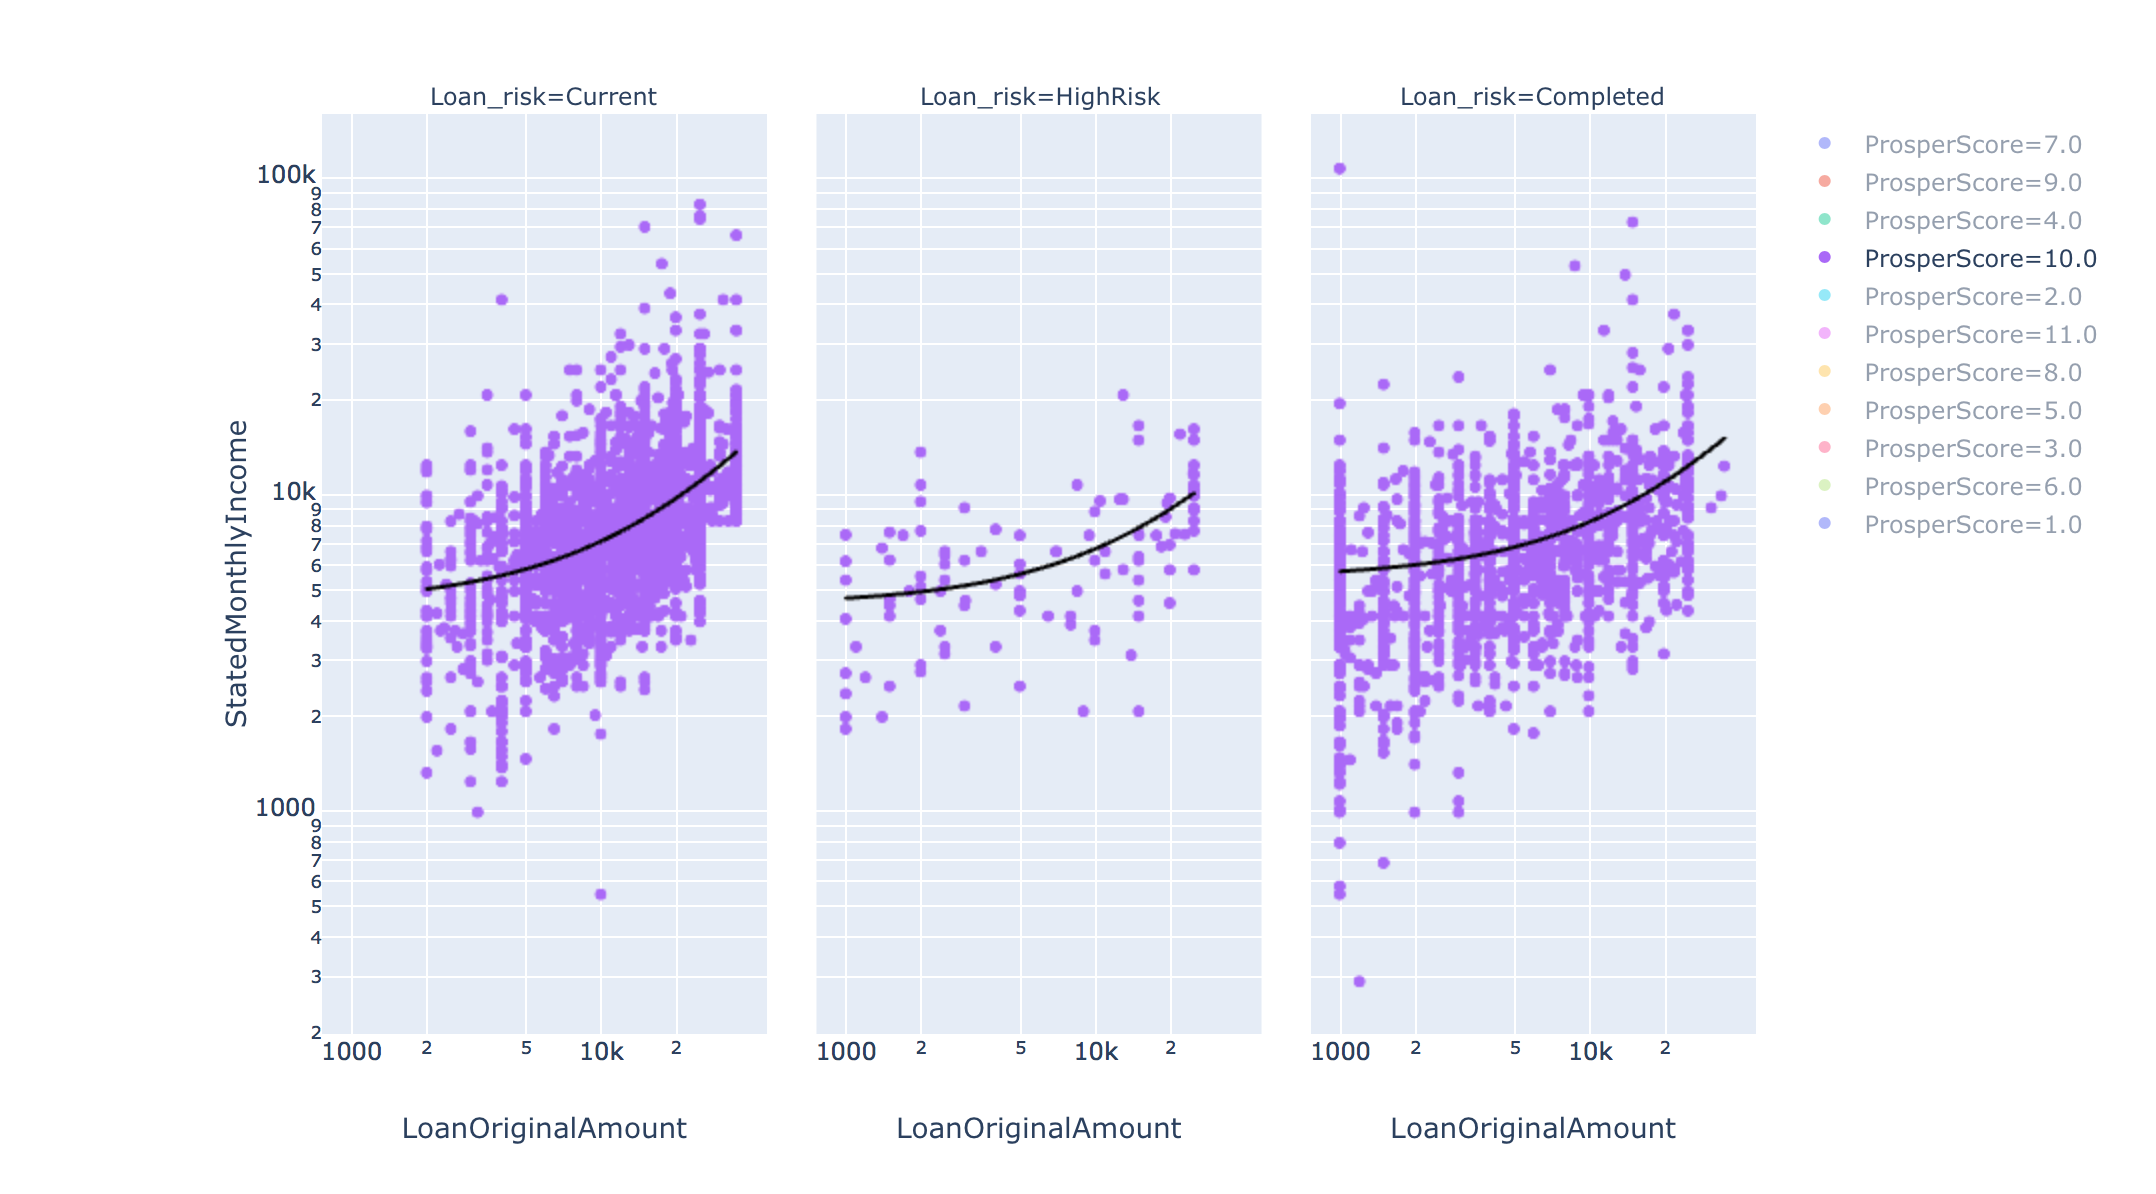 Loan_risk=Current
Loan_risk=HighRisk
Loan_risk=Completed
100k
9
8
7
6
5
4
3
2
10k
9
8
7
6
5
4
3
2
1000
9
8
7
6
5
4
3
2
StatedMonthlyIncome
1000 2 5 10k 2
1000 2 5 10k 2
1000 2 5 10k 2
LoanOriginalAmount
LoanOriginalAmount
LoanOriginalAmount
ProsperScore=7.0
ProsperScore=9.0
ProsperScore=4.0
ProsperScore=10.0
ProsperScore=2.0
ProsperScore=11.0
ProsperScore=8.0
ProsperScore=5.0
ProsperScore=3.0
ProsperScore=6.0
ProsperScore=1.0